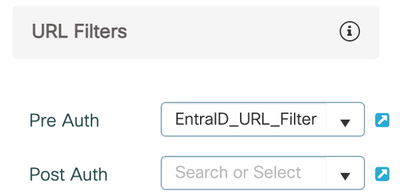 URL Filters
Pre Auth EntraID_URL_Filter
Post Auth Search or Select